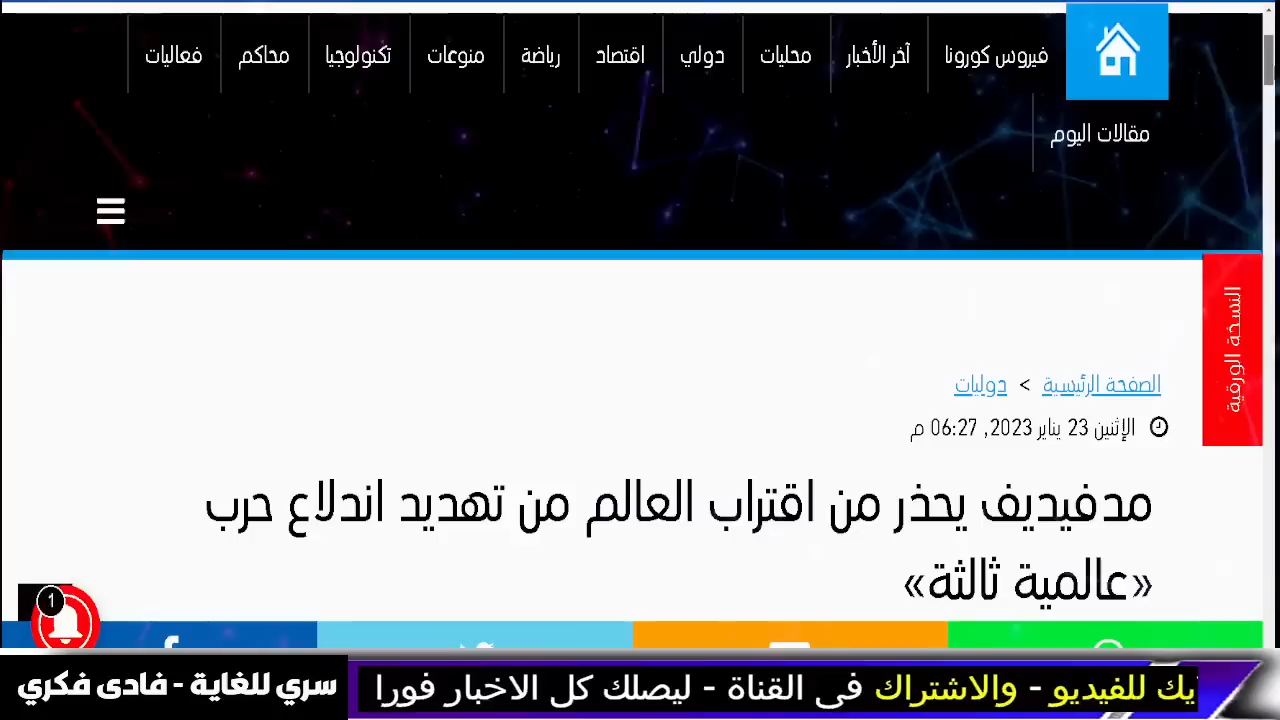 فيروس كورونا
آخر الأخبار
محليات
دولي
اقتصاد
رياضة
منوعات
تكنولوجيا
محاكم
فعاليات
مقالات اليوم
النسخة الورقية
الصفحة الرئيسية > دوليات
الإثنين 23 يناير 2023, 06:27 م
مدفيديف يحذر من اقتراب العالم من تهديد اندلاع حرب
«عالمية ثالثة»
1
يك للفيديو - والاشتراك فى القناة - ليصلك كل الاخبار فورا
سري للغاية - فادى فكري